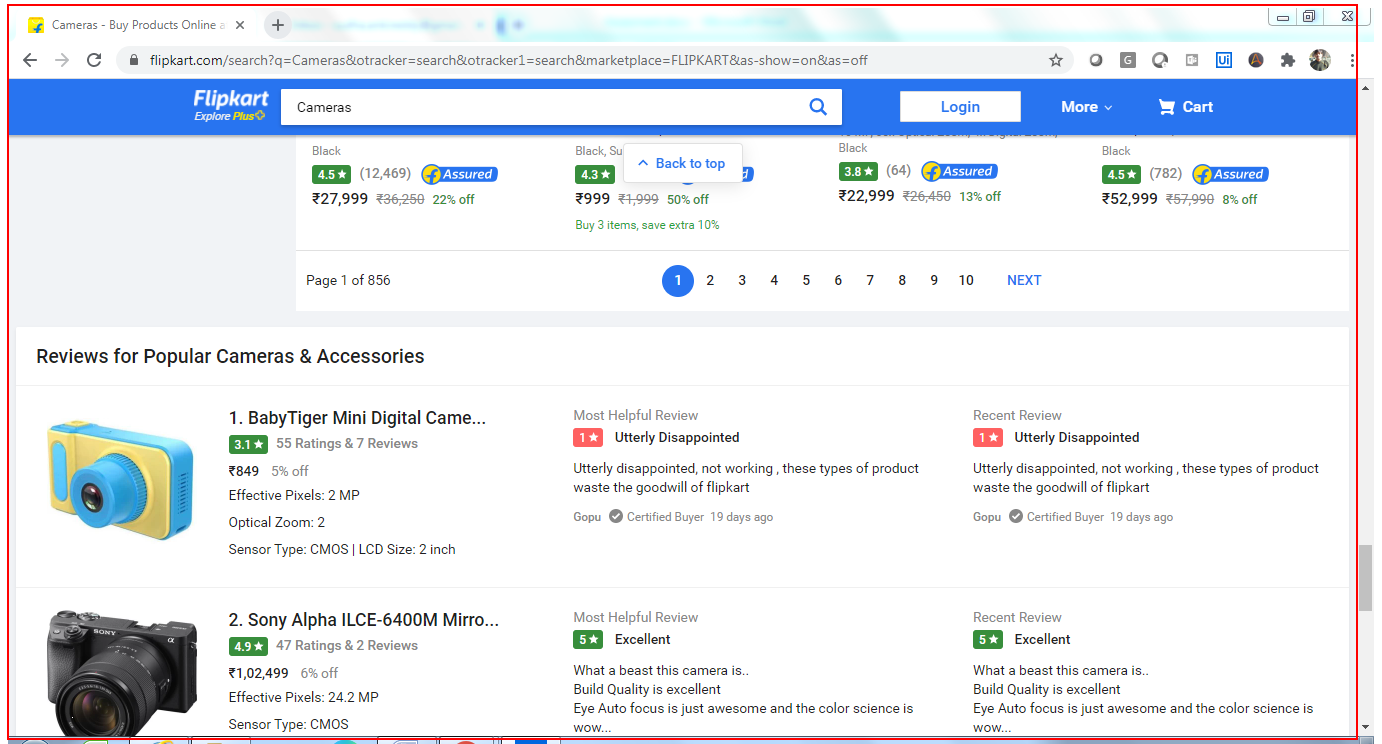 Cameras - Buy Products Online a
flipkart.com/search?q=Cameras&otracker=search&otracker1=search&marketplace=FLIPKART&as-show=on&as=off
Flipkart
Explore Plus
Cameras
Login
More
Cart
Black
4.5★ (12,469) Assured
₹27,999 ₹36,250 22% off
Black, Su
4.3★
₹999 ₹1,999 50% off
Buy 3 items, save extra 10%
Back to top
Black
3.8★ (64) Assured
₹22,999 ₹26,450 13% off
Black
4.5★ (782) Assured
₹52,999 ₹57,990 8% off
Page 1 of 856
1 2 3 4 5 6 7 8 9 10 NEXT
Reviews for Popular Cameras & Accessories
1. BabyTiger Mini Digital Came...
3.1★ 55 Ratings & 7 Reviews
₹849 5% off
Effective Pixels: 2 MP
Optical Zoom: 2
Sensor Type: CMOS | LCD Size: 2 inch
Most Helpful Review
1★ Utterly Disappointed
Utterly disappointed, not working , these types of product
waste the goodwill of flipkart
Gopu Certified Buyer 19 days ago
Recent Review
1★ Utterly Disappointed
Utterly disappointed, not working , these types of product
waste the goodwill of flipkart
Gopu Certified Buyer 19 days ago
SONY
α
2. Sony Alpha ILCE-6400M Mirro...
4.9★ 47 Ratings & 2 Reviews
₹1,02,499 6% off
Effective Pixels: 24.2 MP
Sensor Type: CMOS
Most Helpful Review
5★ Excellent
What a beast this camera is..
Build Quality is excellent
Eye Auto focus is just awesome and the color science is
wow...
Recent Review
5★ Excellent
What a beast this camera is..
Build Quality is excellent
Eye Auto focus is just awesome and the color science is
wow...